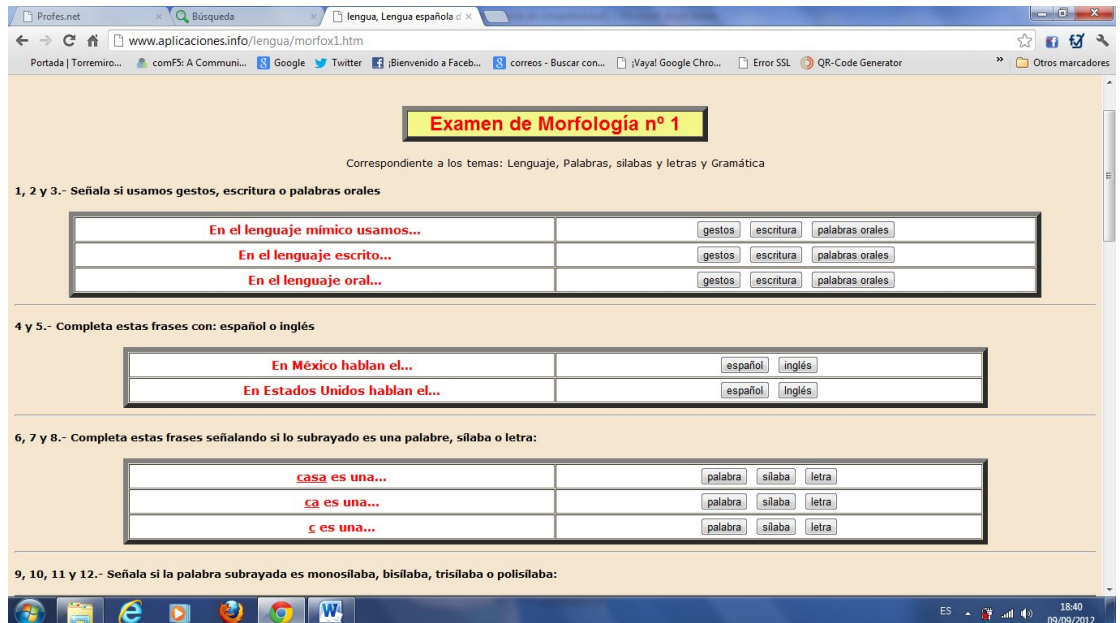 Profes.net
Búsqueda
lengua, Lengua española d
www.aplicaciones.info/lengua/morfox1.htm
Portada | Torremiro... comF5: A Communi... Google Twitter ¡Bienvenido a Faceb... correos - Buscar con... ¡Vaya! Google Chro... Error SSL QR-Code Generator » Otros marcadores
Examen de Morfología nº 1
Correspondiente a los temas: Lenguaje, Palabras, silabas y letras y Gramática
1, 2 y 3.- Señala si usamos gestos, escritura o palabras orales
En el lenguaje mímico usamos... gestos escritura palabras orales
En el lenguaje escrito... gestos escritura palabras orales
En el lenguaje oral... gestos escritura palabras orales
4 y 5.- Completa estas frases con: español o inglés
En México hablan el... español inglés
En Estados Unidos hablan el... español Inglés
6, 7 y 8.- Completa estas frases señalando si lo subrayado es una palabre, sílaba o letra:
casa es una... palabra sílaba letra
ca es una... palabra sílaba letra
c es una... palabra sílaba letra
9, 10, 11 y 12.- Señala si la palabra subrayada es monosílaba, bisílaba, trisílaba o polisílaba:
ES 18:40
09/09/2012